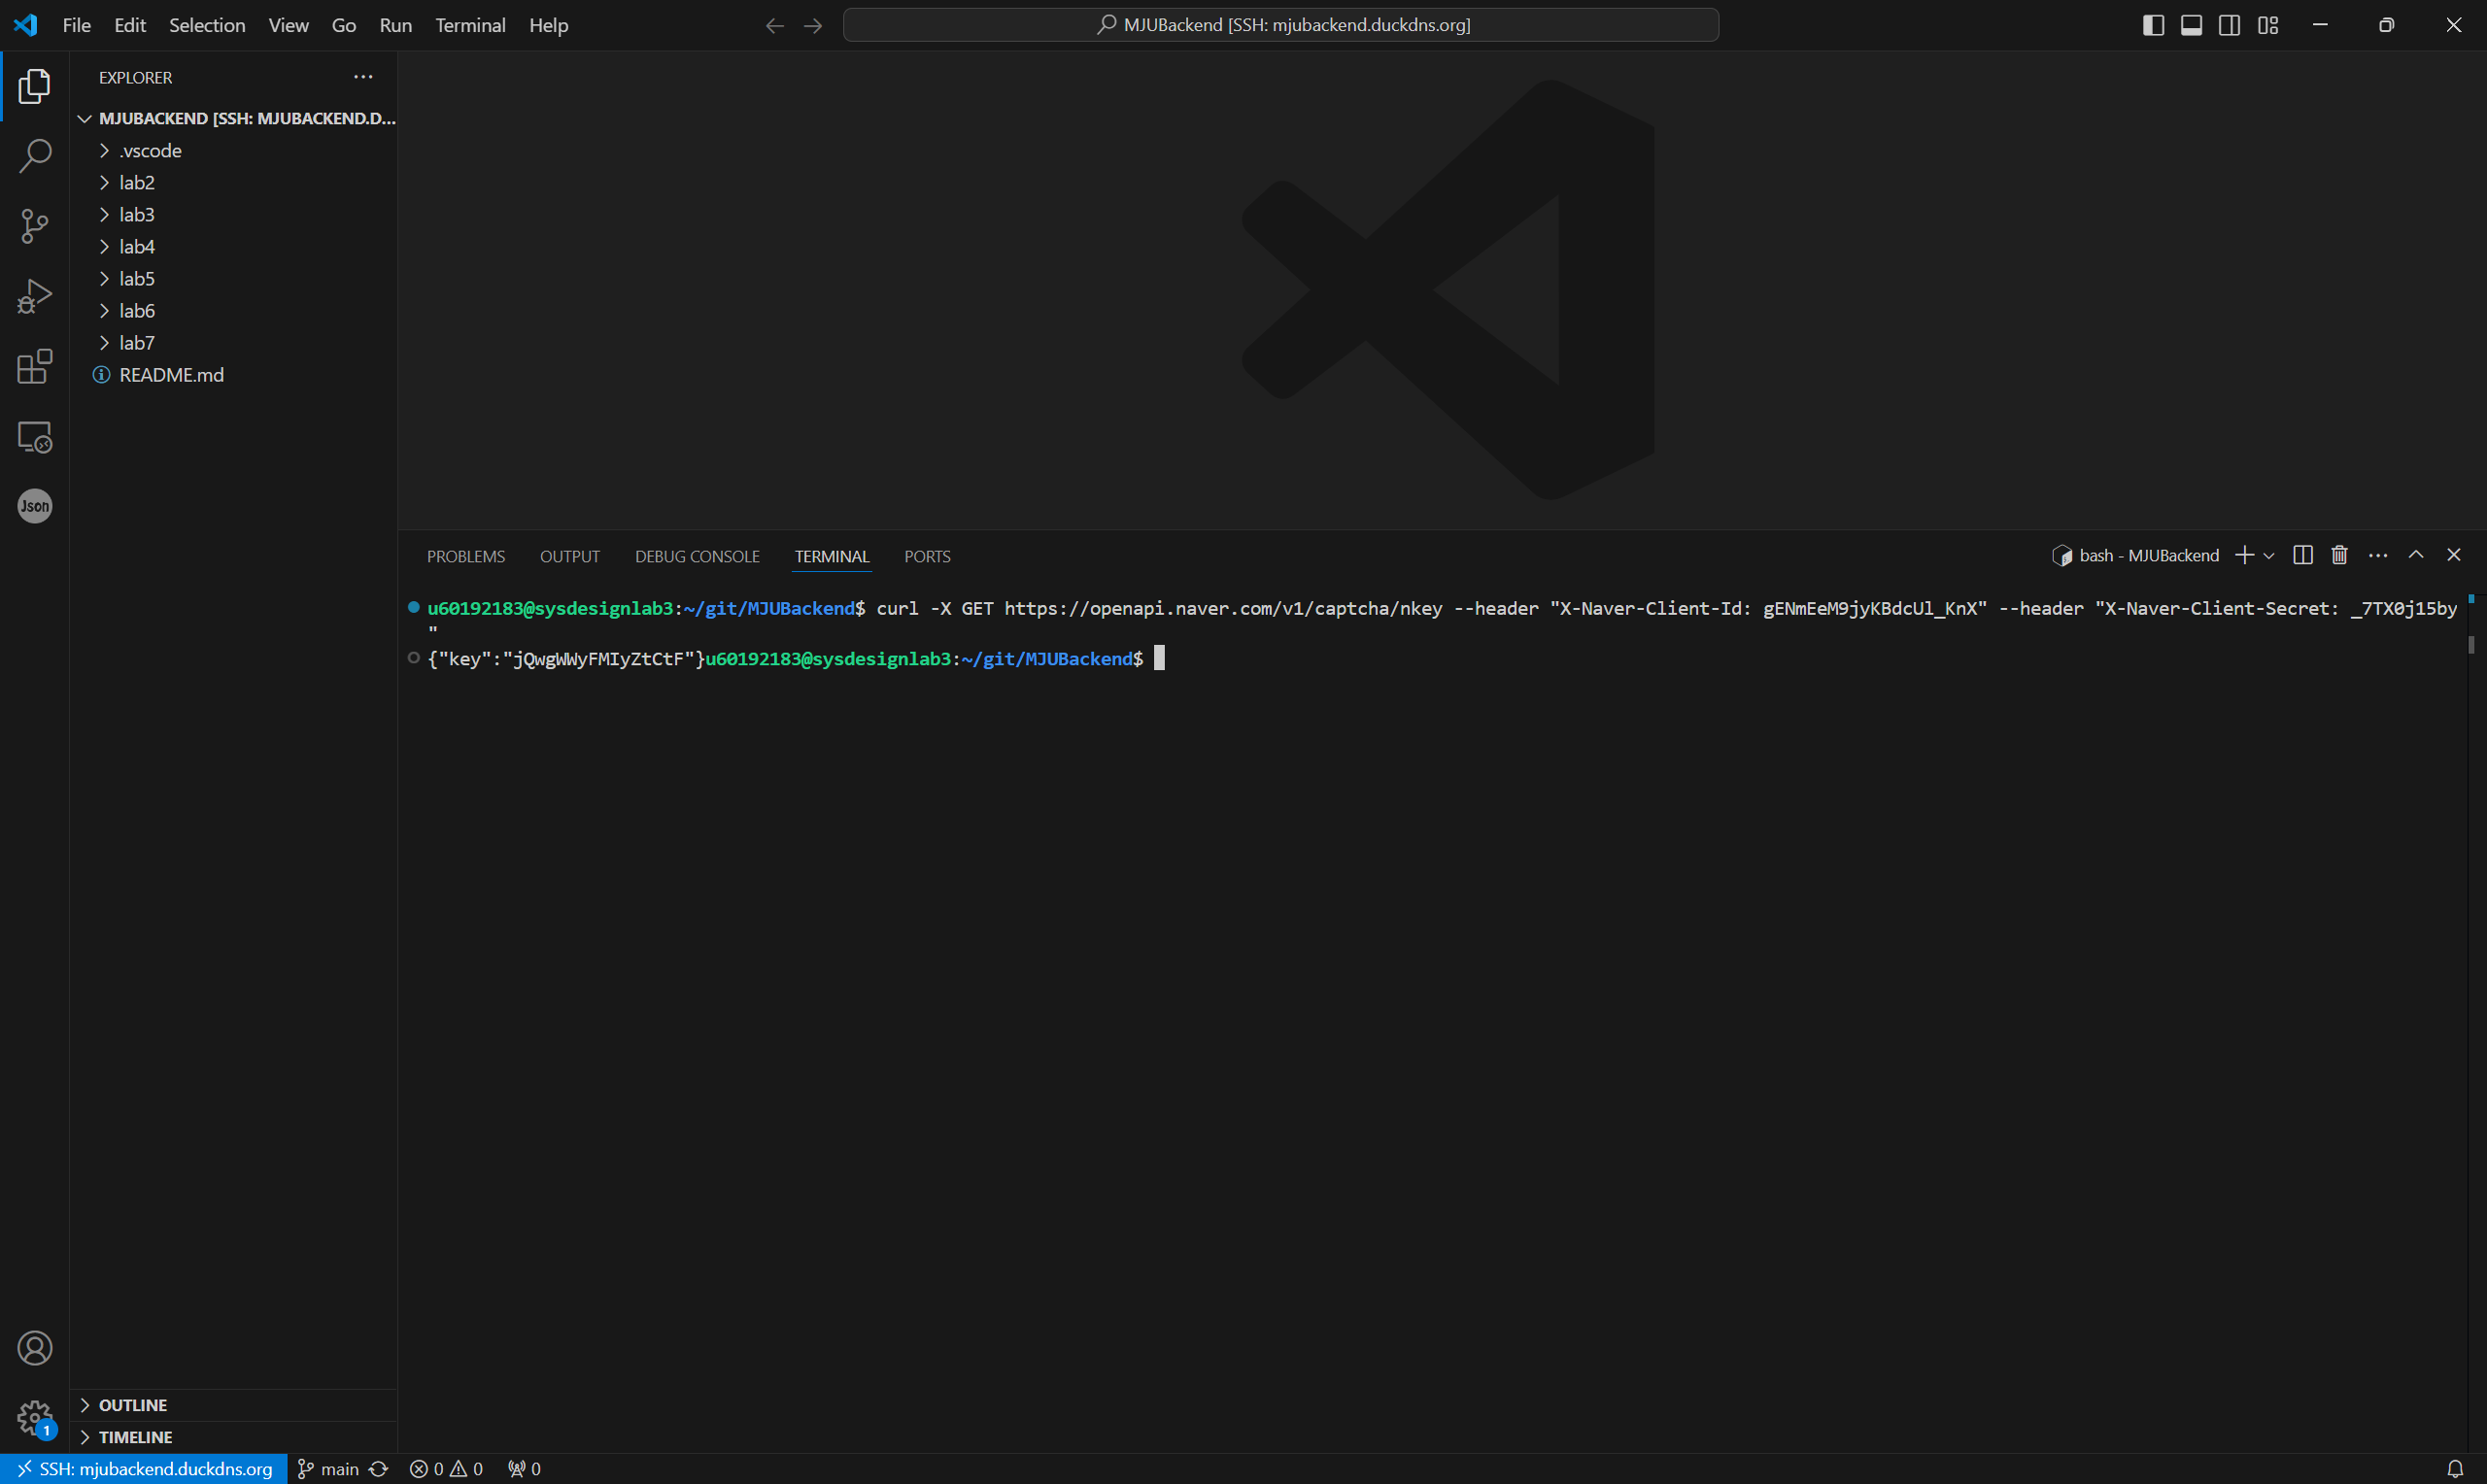 File Edit Selection View Go Run Terminal Help
MJUBackend [SSH: mjubackend.duckdns.org]
EXPLORER
MJUBACKEND [SSH: MJUBACKEND.D...
.vscode
lab2
lab3
lab4
lab5
lab6
lab7
README.md
Json
PROBLEMS OUTPUT DEBUG CONSOLE TERMINAL PORTS
bash - MJUBackend
u60192183@sysdesignlab3:~/git/MJUBackend$ curl -X GET https://openapi.naver.com/v1/captcha/nkey --header "X-Naver-Client-Id: gENmEeM9jyKBdcUl_KnX" --header "X-Naver-Client-Secret: _7TX0j15by
"
{"key":"jQwgWWyFMIyZtCtF"}u60192183@sysdesignlab3:~/git/MJUBackend$
OUTLINE
TIMELINE
1
SSH: mjubackend.duckdns.org main 0 0 0